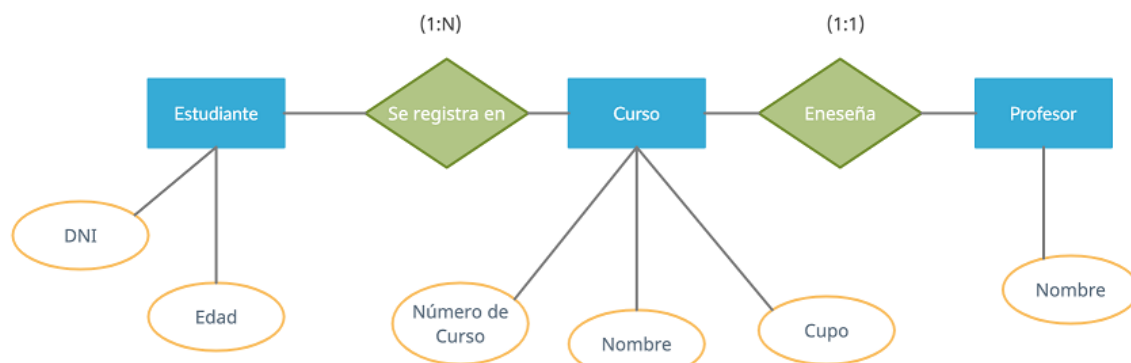 (1:N)
(1:1)
Estudiante
Se registra en
Curso
Eneseña
Profesor
DNI
Edad
Número de
Curso
Nombre
Cupo
Nombre